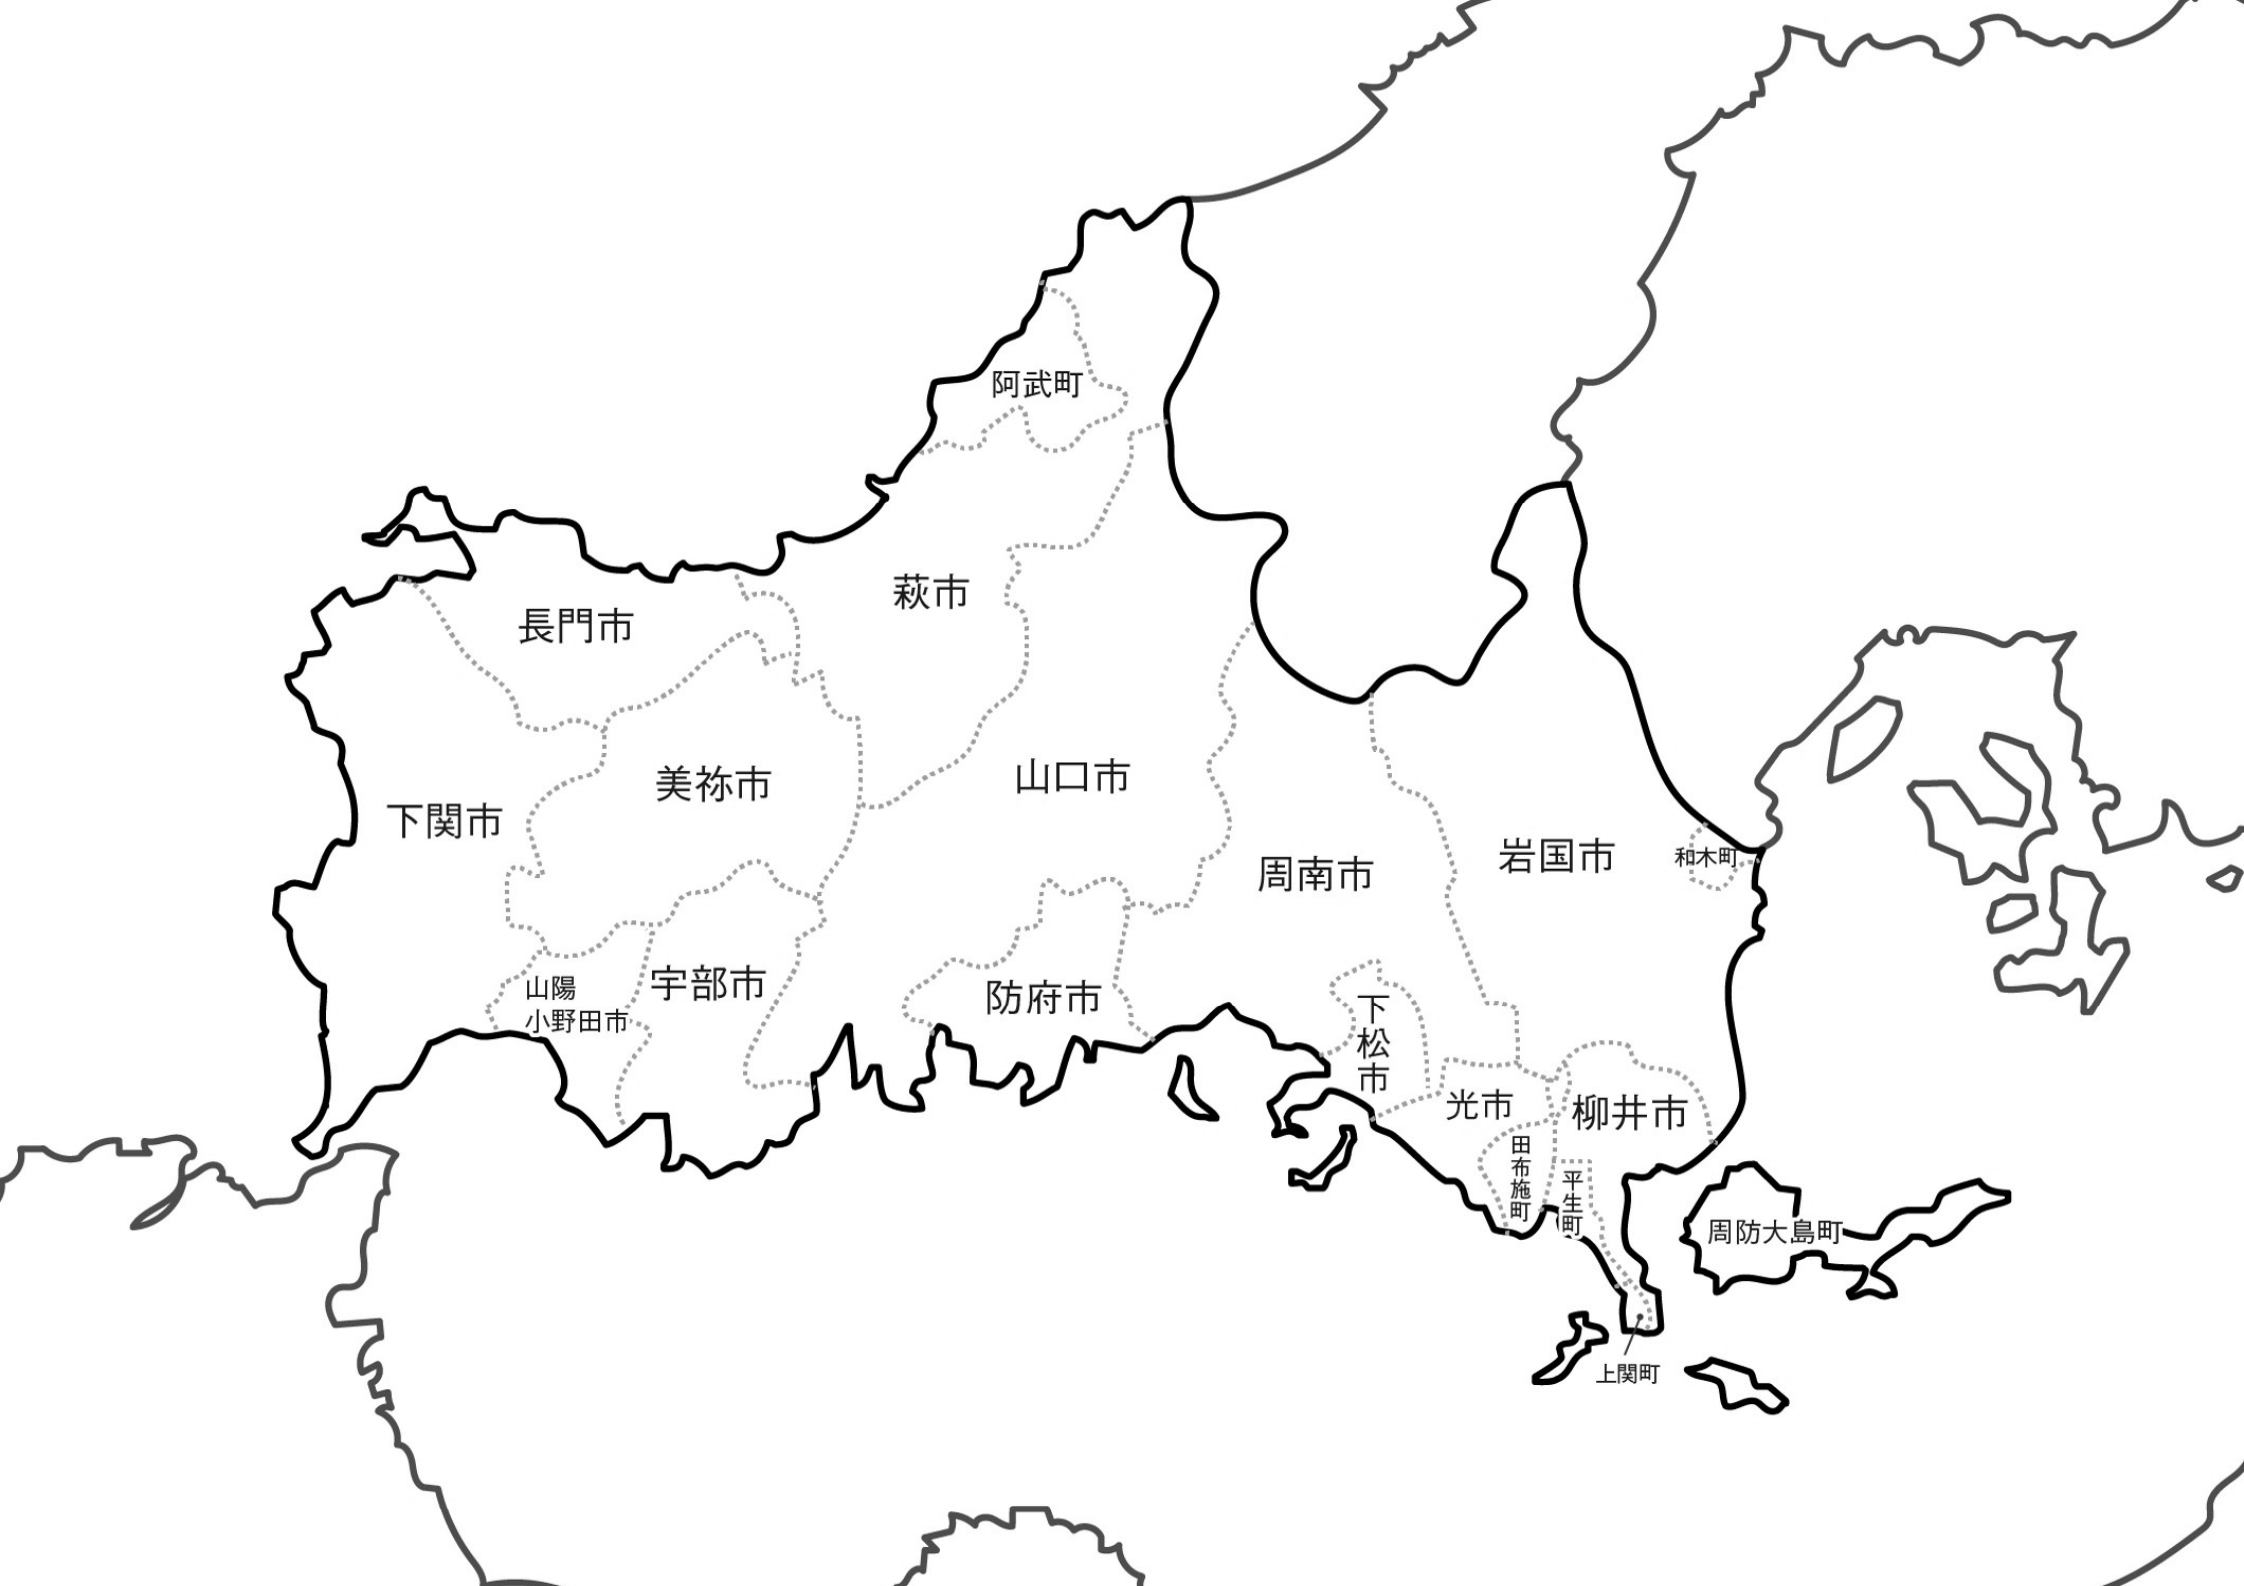 阿武町
萩市
長門市
美祢市
山口市
下関市
周南市
岩国市
和木町
山陽
小野田市
宇部市
防府市
下松市
光市
柳井市
田布施町
平生町
周防大島町
上関町